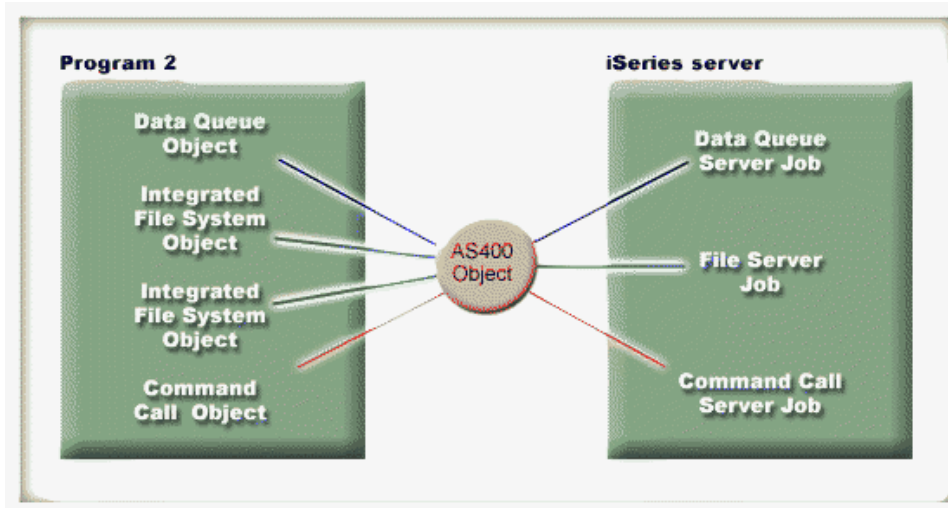 Program 2
Data Queue
Object
Integrated
File System
Object
Integrated
File System
Object
Command
Call Object
AS400
Object
iSeries server
Data Queue
Server Job
File Server
Job
Command Call
Server Job